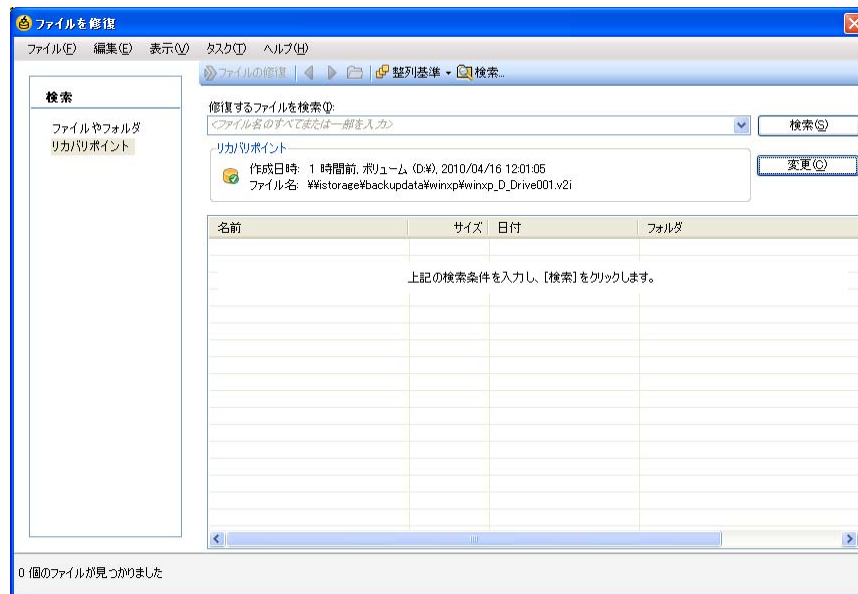 ファイルを修復
ファイル(F) 編集(E) 表示(V) タスク(T) ヘルプ(H)
ファイルの修復 整列基準 検索...
検索
ファイルやフォルダ
リカバリポイント
修復するファイルを検索(I):
<ファイル名のすべてまたは一部を入力>
検索(S)
リカバリポイント
作成日時: 1 時間前, ボリューム (D:¥), 2010/04/16 12:01:05
ファイル名: ¥¥istorage¥backupdata¥winxp¥winxp_D_Drive001.v2i
変更(C)
名前 サイズ 日付 フォルダ
上記の検索条件を入力し、[検索] をクリックします。
0 個のファイルが見つかりました